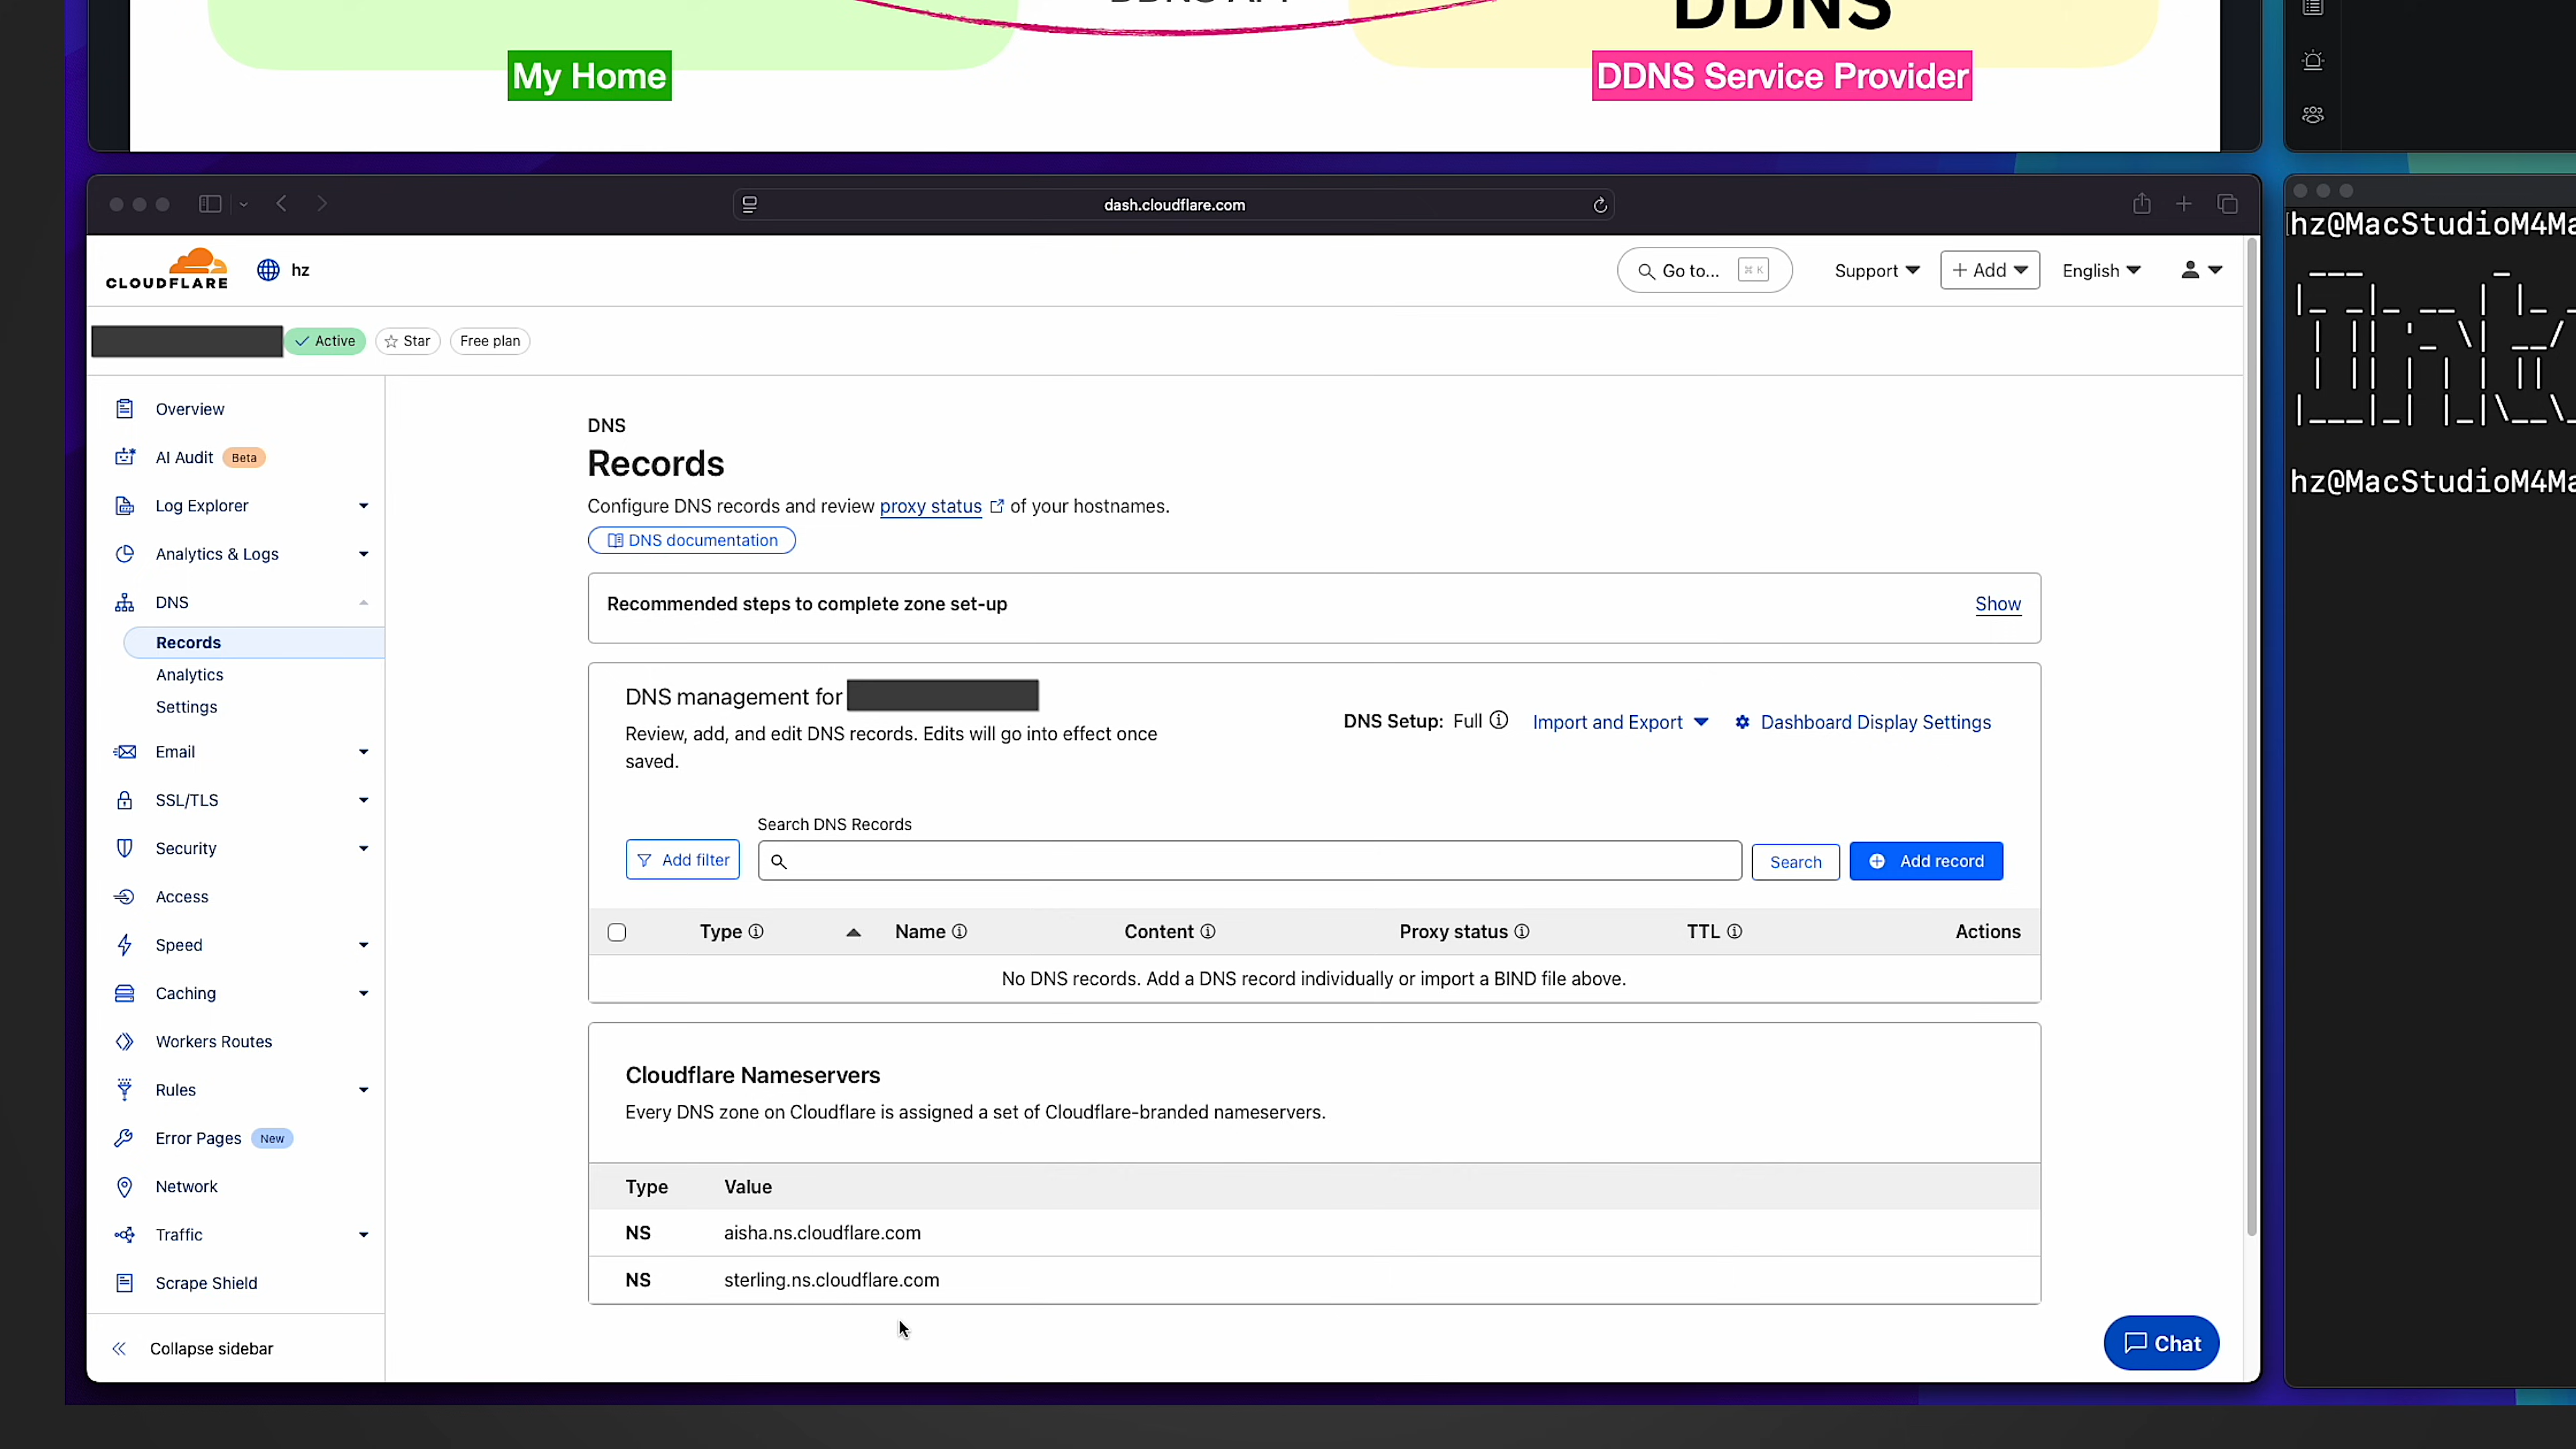 DDNS API
DDNS
My Home
DDNS Service Provider
dash.cloudflare.com
CLOUDFLARE
hz
Go to...
⌘ K
Support
+ Add
English
Active
Star
Free plan
Overview
AI Audit Beta
Log Explorer
Analytics & Logs
DNS
Records
Analytics
Settings
Email
SSL/TLS
Security
Access
Speed
Caching
Workers Routes
Rules
Error Pages New
Network
Traffic
Scrape Shield
Collapse sidebar
DNS
Records
Configure DNS records and review proxy status of your hostnames.
DNS documentation
Recommended steps to complete zone set-up
Show
DNS management for
Review, add, and edit DNS records. Edits will go into effect once
saved.
DNS Setup: Full
Import and Export
Dashboard Display Settings
Search DNS Records
Add filter
Search
Add record
Type
Name
Content
Proxy status
TTL
Actions
No DNS records. Add a DNS record individually or import a BIND file above.
Cloudflare Nameservers
Every DNS zone on Cloudflare is assigned a set of Cloudflare-branded nameservers.
Type Value
NS aisha.ns.cloudflare.com
NS sterling.ns.cloudflare.com
Chat
hz@MacStudioM4Ma
hz@MacStudioM4Ma